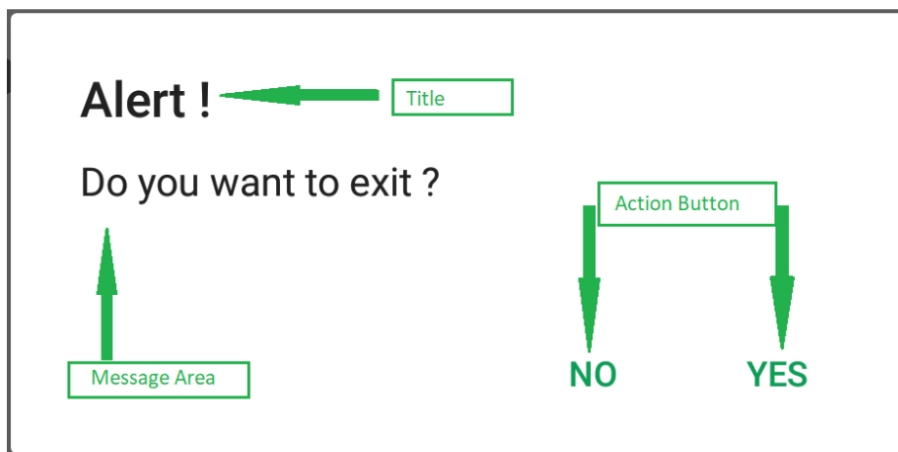 Alert !
Title
Do you want to exit ?
Action Button
Message Area
NO
YES